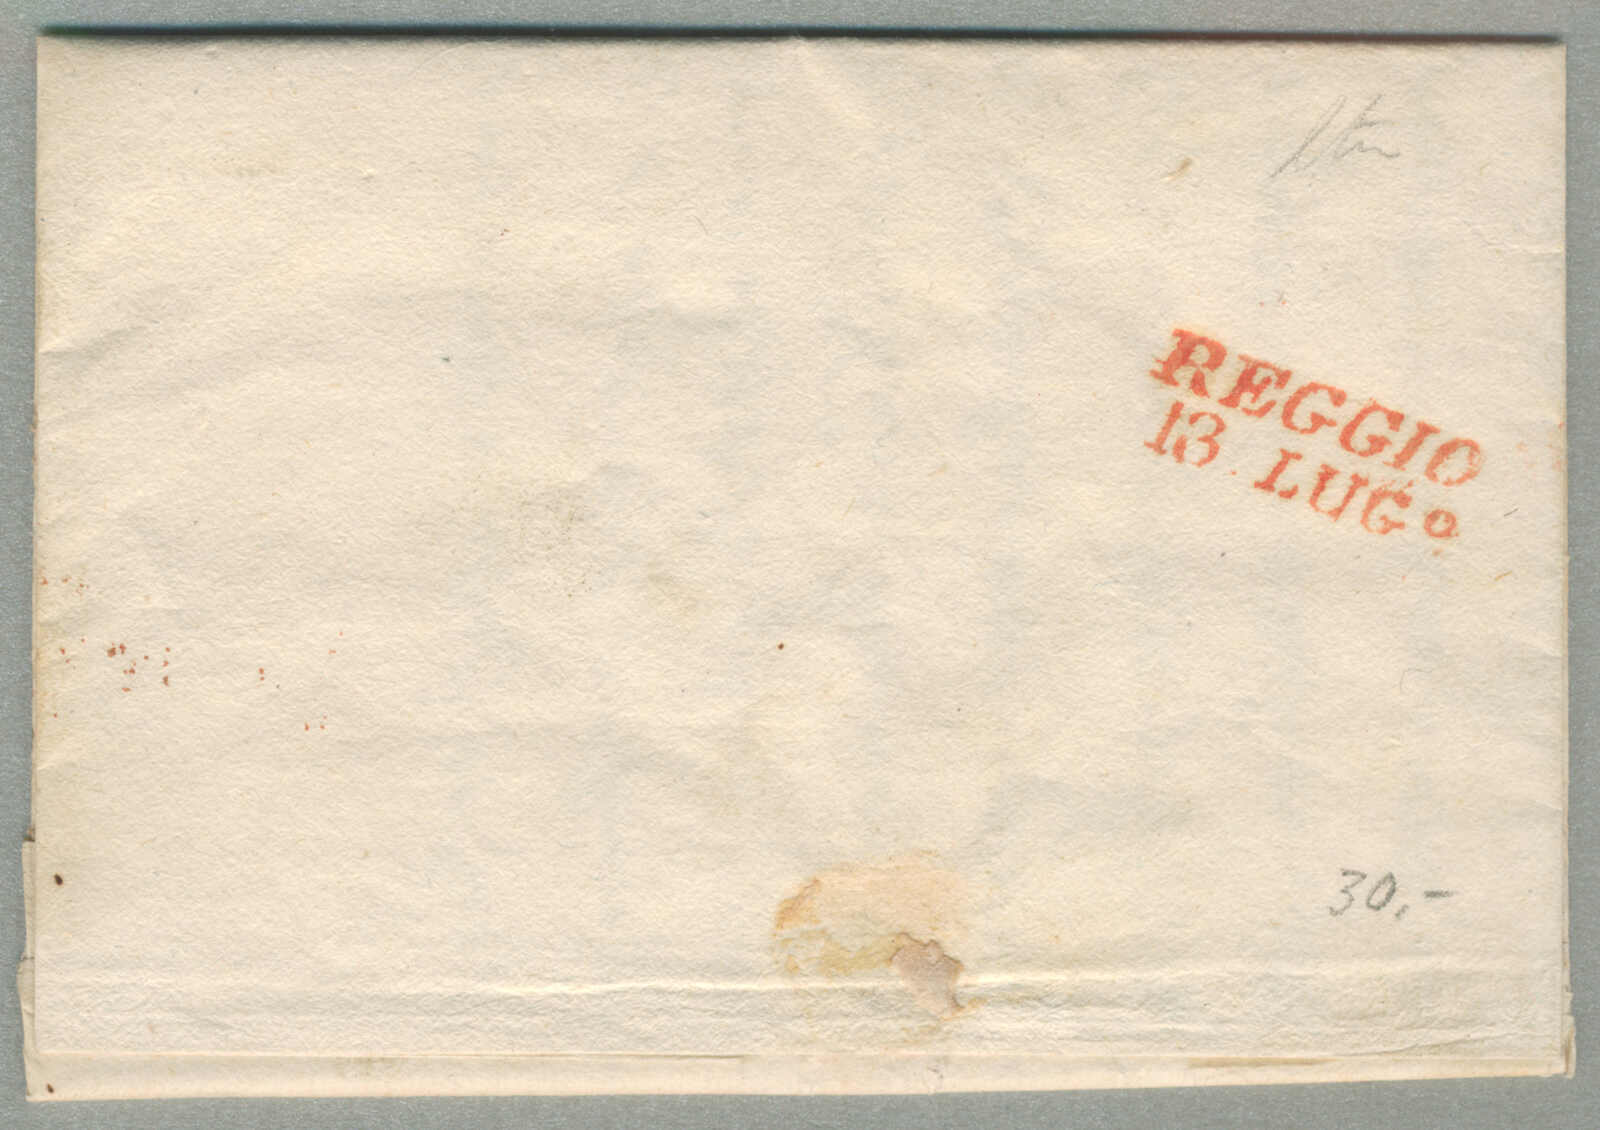 REGGIO
13 LUGº
30,-